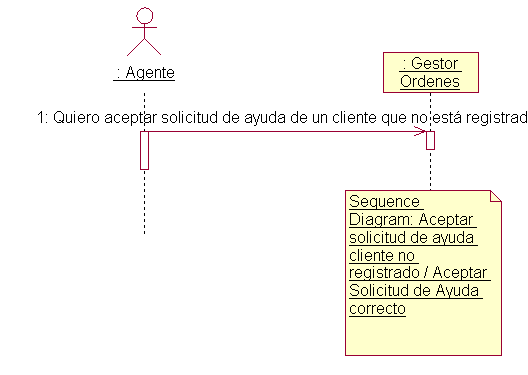 : Agente
: Gestor
Ordenes
1: Quiero aceptar solicitud de ayuda de un cliente que no está registrad
Sequence
Diagram: Aceptar
solicitud de ayuda
cliente no
registrado / Aceptar
Solicitud de Ayuda
correcto